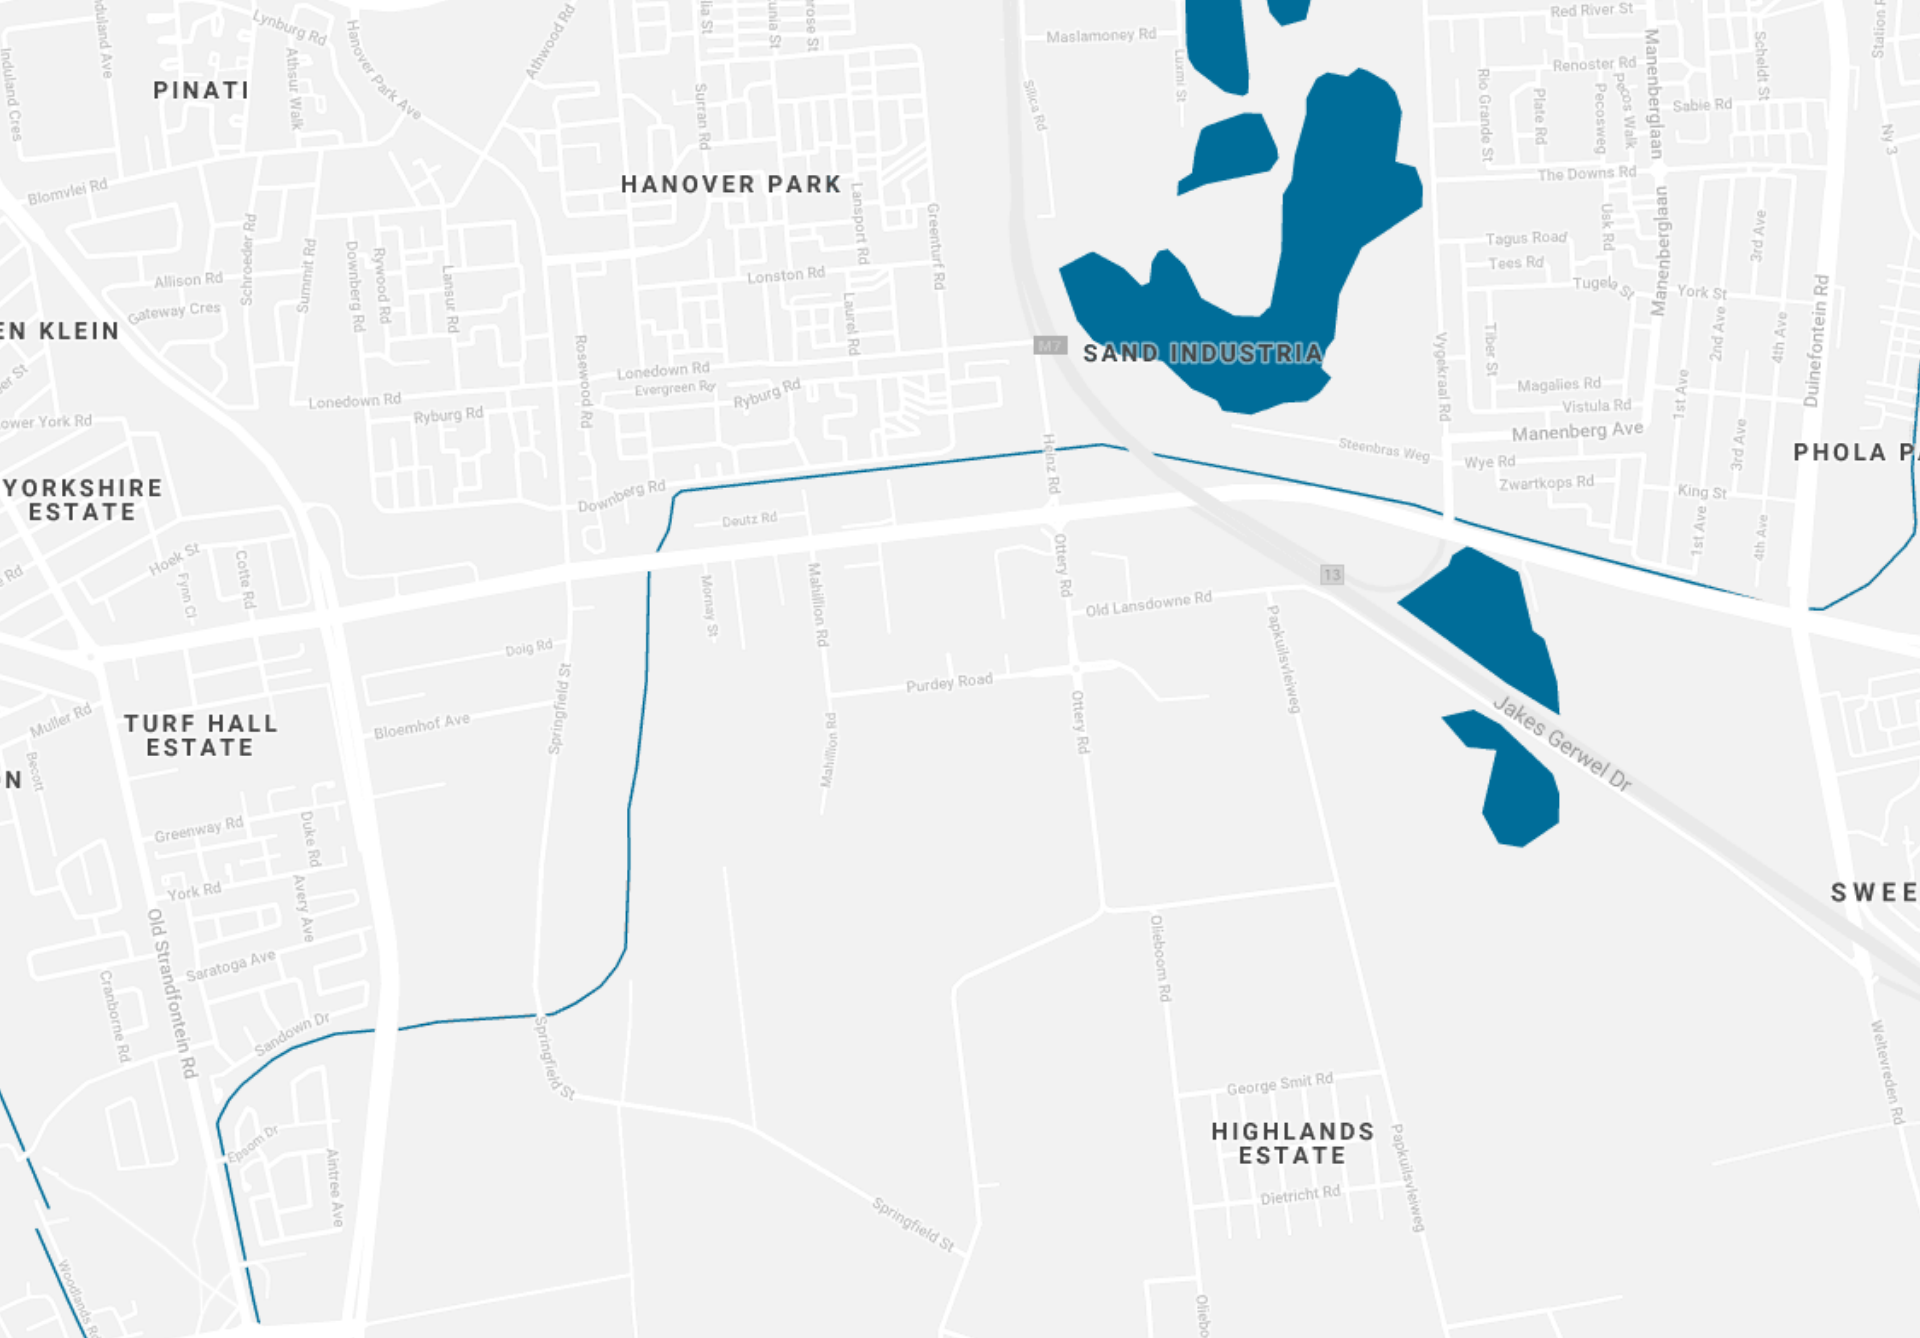 Red River St
Lynburg Rd
Athwood Rd
Hanover Park Ave
Induland Cres
Athsur Walk
Maslamoney Rd
Luxmi St
Manenberglaan
Scheldt St
Renoster Rd
PINATI
Surran Rd
Silica Rd
Rio Grande St
Plate Rd
Pecosweg
Pecos Walk
Sabie Rd
Ny 3
Blomvlei Rd
HANOVER PARK
The Downs Rd
Lansport Rd
Greenturf Rd
Usk Rd
Manenberglaan
3rd Ave
Schroeder Rd
Summit Rd
Downberg Rd
Rywood Rd
Lansur Rd
Tagus Road
Tees Rd
Allison Rd
Lonston Rd
Tugela St
York St
Gateway Cres
Laurel Rd
Duinefontein Rd
EN KLEIN
M7
SAND INDUSTRIA
Rosewood Rd
Vygekraal Rd
Tiber St
2nd Ave
4th Ave
Lonedown Rd
Evergreen Rd
Ryburg Rd
Magalies Rd
1st Ave
Lonedown Rd
Ryburg Rd
Vistula Rd
ower York Rd
Manenberg Ave
3rd Ave
Heinz Rd
Steenbras Weg
Wye Rd
PHOLA PA
YORKSHIRE
ESTATE
Downberg Rd
Zwartkops Rd
King St
Deutz Rd
1st Ave
4th Ave
Hoek St
Fynn Cl
Cotte Rd
Mornay St
Mahillion Rd
Ottery Rd
13
Old Lansdowne Rd
Papkuilsvleiweg
Doig Rd
Springfield St
Purdey Road
Ottery Rd
Jakes Gerwel Dr
Muller Rd
TURF HALL
ESTATE
Bloemhof Ave
Mahillion Rd
Becott
ON
Greenway Rd
Duke Rd
York Rd
Avery Ave
SWEE
Old Strandfontein Rd
Saratoga Ave
Olieboom Rd
Cranborne Rd
Sandown Dr
Springfield St
Weltevreden Rd
George Smit Rd
HIGHLANDS
ESTATE
Papkuilsvleiweg
Epsom Dr
Aintree Ave
Dietricht Rd
Springfield St
Woodlands Rd
Oliebo